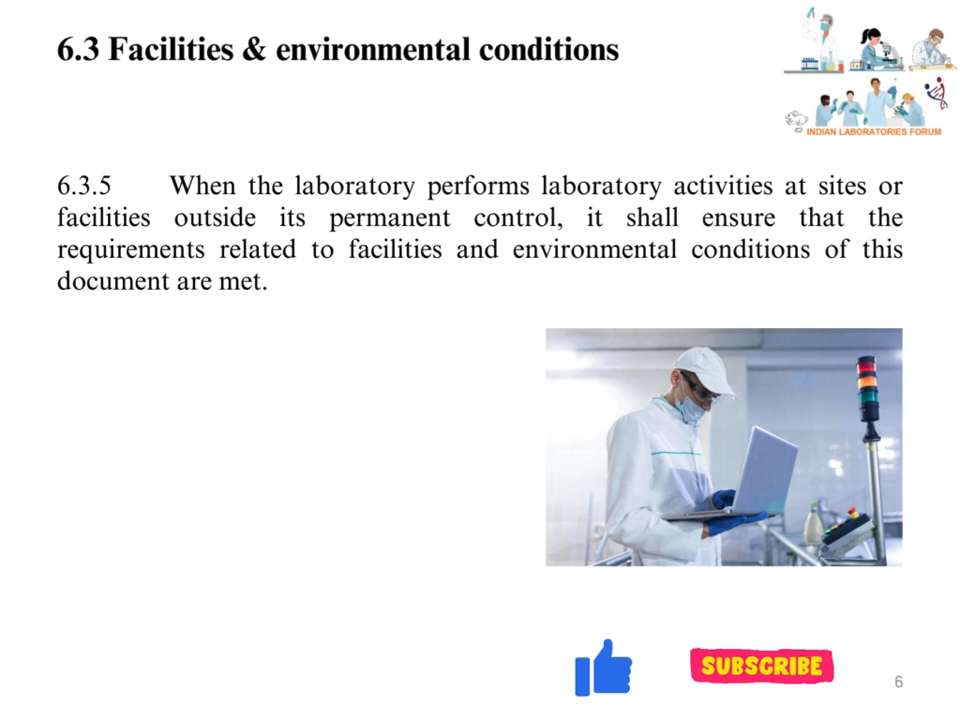 6.3 Facilities & environmental conditions
INDIAN LABORATORIES FORUM
6.3.5 When the laboratory performs laboratory activities at sites or
facilities outside its permanent control, it shall ensure that the
requirements related to facilities and environmental conditions of this
document are met.
SUBSCRIBE
6